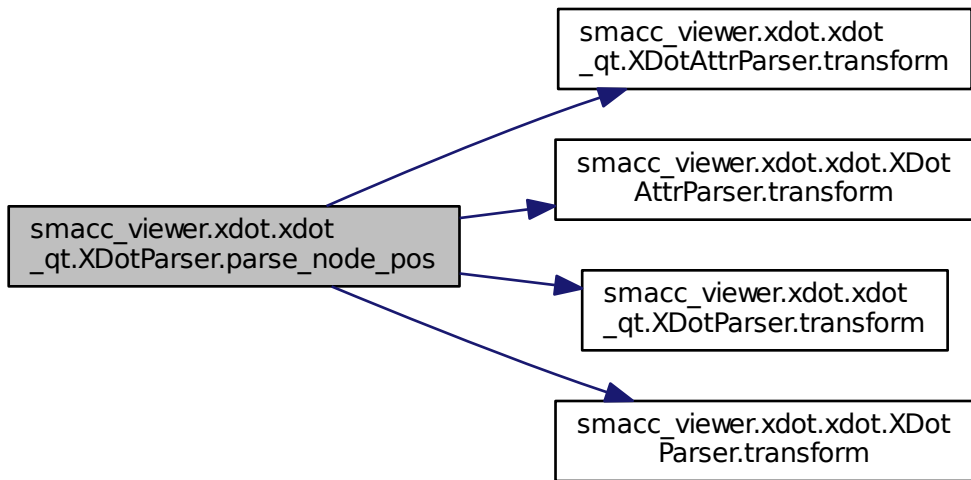 smacc_viewer.xdot.xdot
_qt.XDotAttrParser.transform
smacc_viewer.xdot.xdot.XDot
AttrParser.transform
smacc_viewer.xdot.xdot
_qt.XDotParser.parse_node_pos
smacc_viewer.xdot.xdot
_qt.XDotParser.transform
smacc_viewer.xdot.xdot.XDot
Parser.transform